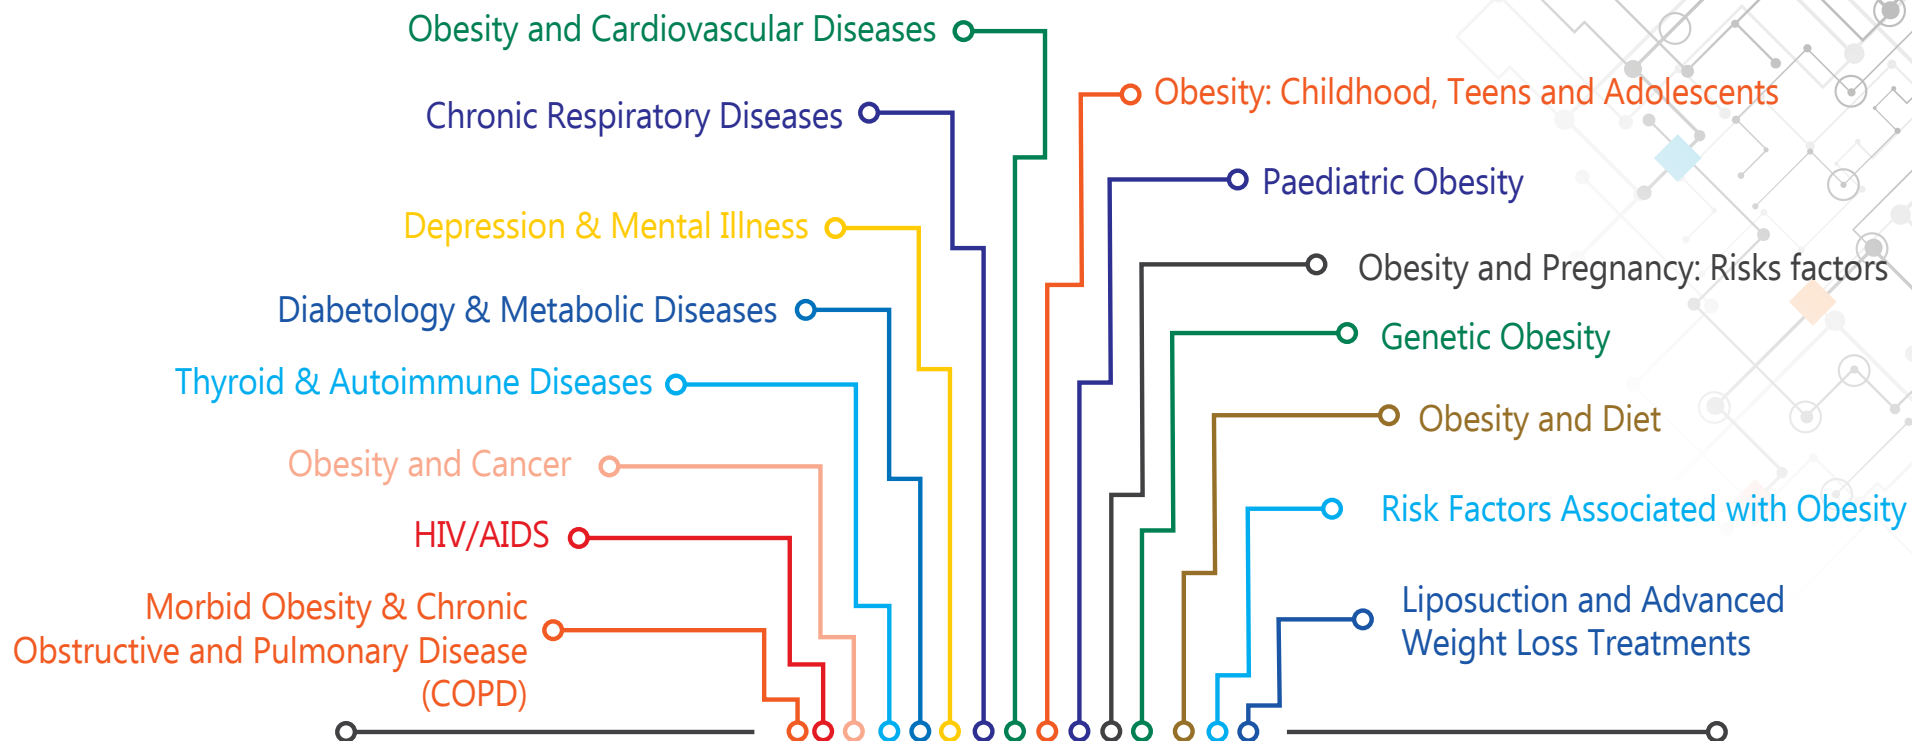 Obesity and Cardiovascular Diseases
Chronic Respiratory Diseases
Depression & Mental Illness
Diabetology & Metabolic Diseases
Thyroid & Autoimmune Diseases
Obesity and Cancer
HIV/AIDS
Morbid Obesity & Chronic
Obstructive and Pulmonary Disease
(COPD)
Obesity: Childhood, Teens and Adolescents
Paediatric Obesity
Obesity and Pregnancy: Risks factors
Genetic Obesity
Obesity and Diet
Risk Factors Associated with Obesity
Liposuction and Advanced
Weight Loss Treatments